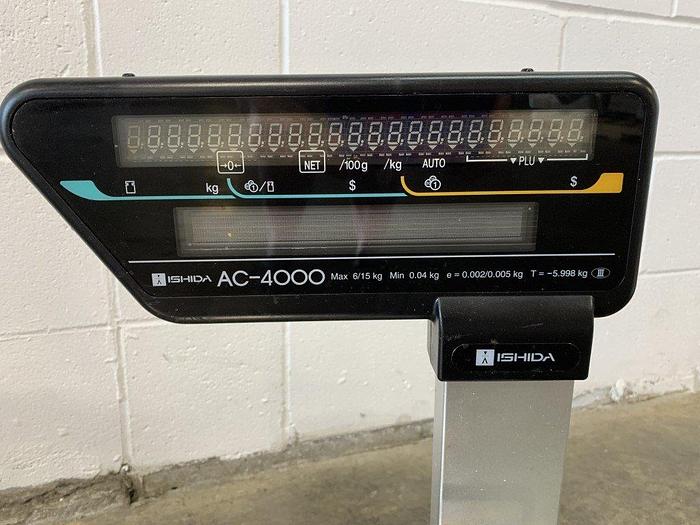 →0← NET /100g /kg AUTO ▼PLU▼
kg $ 1 $
ISHIDA AC-4000 Max 6/15 kg Min 0.04 kg e = 0.002/0.005 kg T = -5.998 kg III
ISHIDA